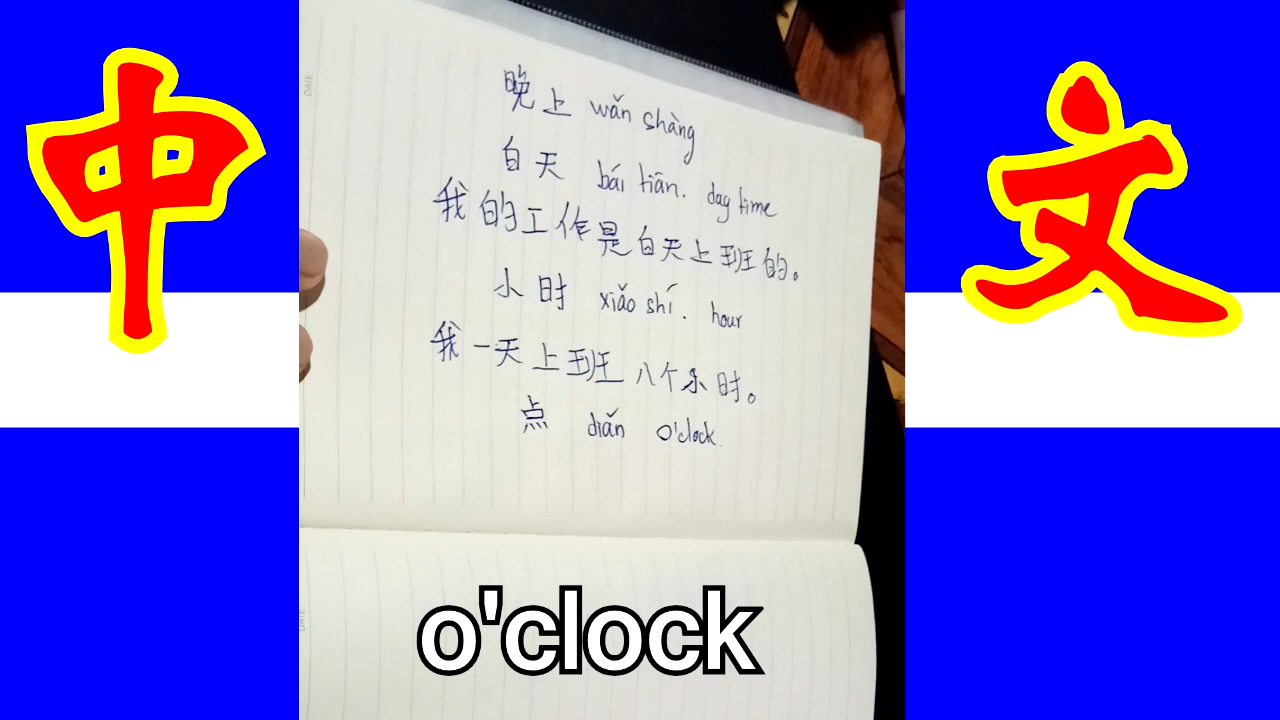 中文
晚上 wǎn shàng
白天 bái tiān. day time
我的工作是白天上班的。
小时 xiǎo shí. hour
我一天上班八个小时。
点 diǎn o'clock.
o'clock
DATE
DATE